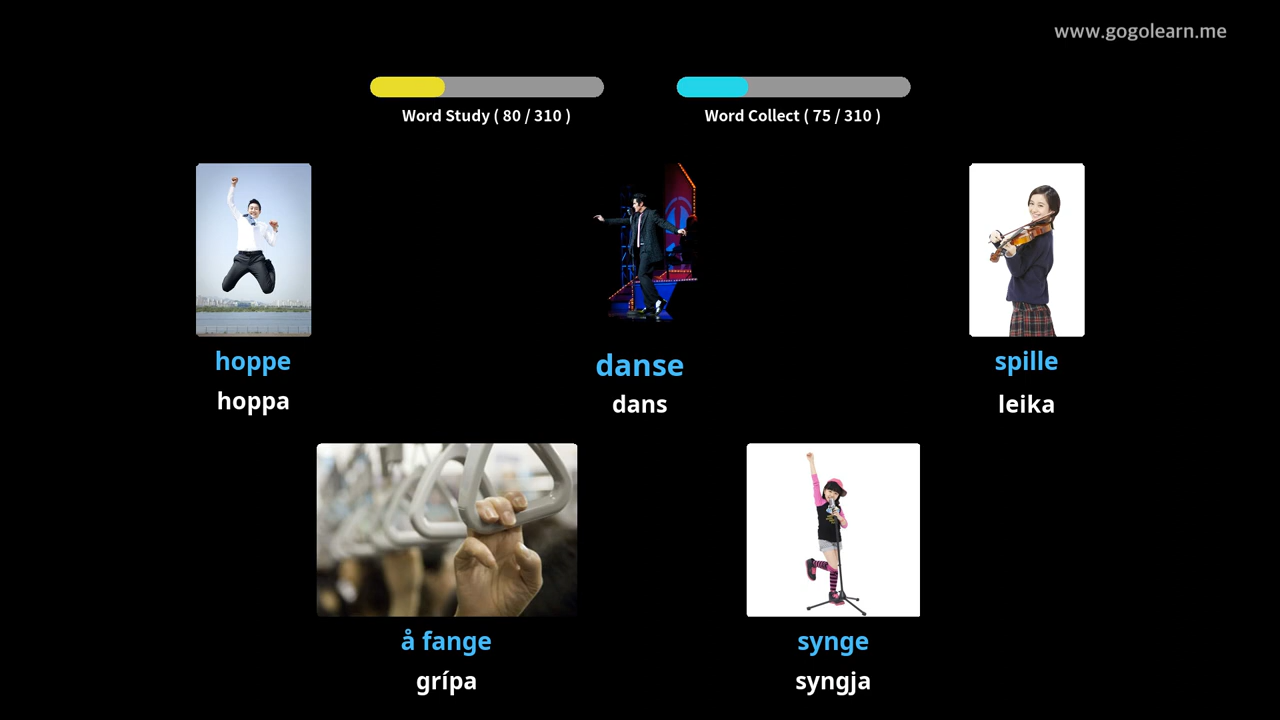 www.gogolearn.me
Word Study ( 80 / 310 )
Word Collect ( 75 / 310 )
hoppe
hoppa
danse
dans
spille
leika
å fange
grípa
synge
syngja